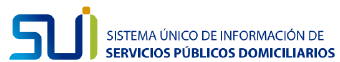 SUI
SISTEMA ÚNICO DE INFORMACIÓN DE
SERVICIOS PÚBLICOS DOMICILIARIOS